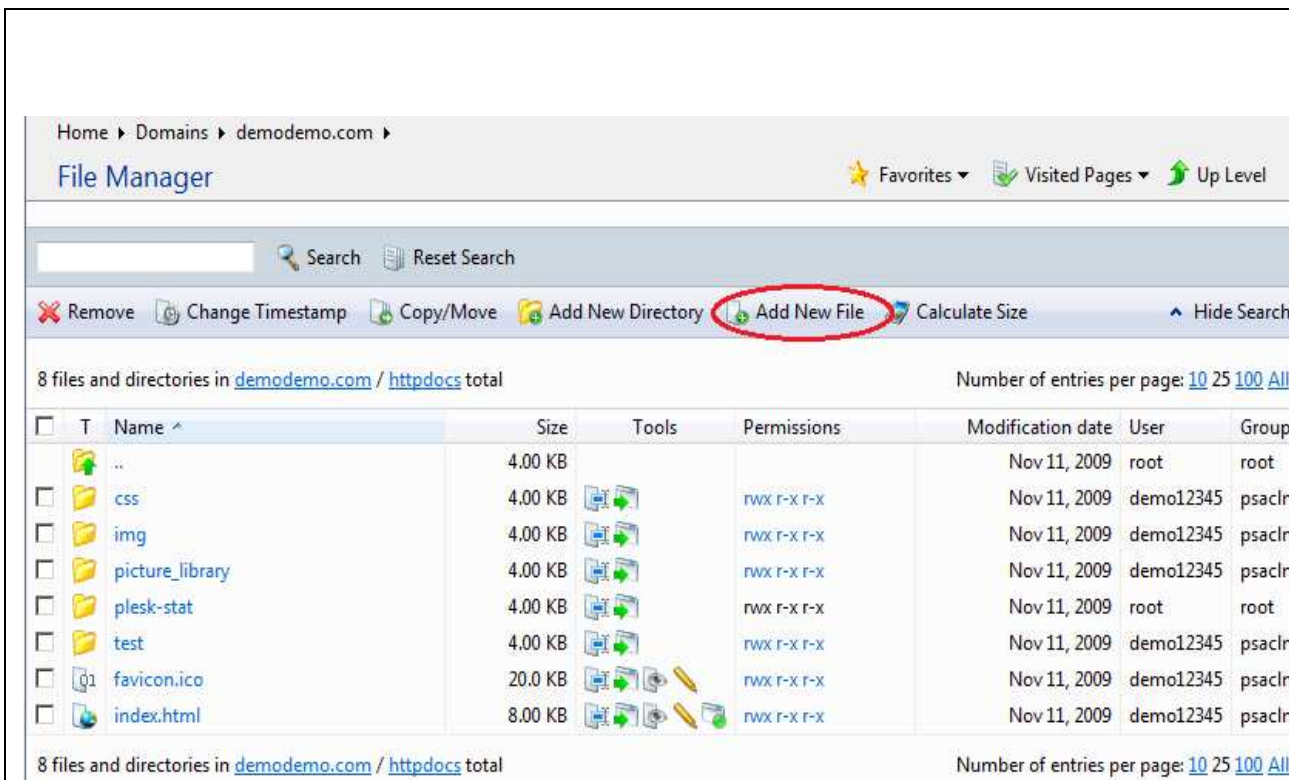 Home ▸ Domains ▸ demodemo.com ▸
File Manager Favorites ▾ Visited Pages ▾ Up Level
Search Reset Search
Remove Change Timestamp Copy/Move Add New Directory Add New File Calculate Size Hide Search
8 files and directories in demodemo.com / httpdocs total Number of entries per page: 10 25 100 All
T Name Size Tools Permissions Modification date User Group
.. 4.00 KB Nov 11, 2009 root root
css 4.00 KB rwx r-x r-x Nov 11, 2009 demo12345 psacln
img 4.00 KB rwx r-x r-x Nov 11, 2009 demo12345 psacln
picture_library 4.00 KB rwx r-x r-x Nov 11, 2009 demo12345 psacln
plesk-stat 4.00 KB rwx r-x r-x Nov 11, 2009 root root
test 4.00 KB rwx r-x r-x Nov 11, 2009 demo12345 psacln
favicon.ico 20.0 KB rwx r-x r-x Nov 11, 2009 demo12345 psacln
index.html 8.00 KB rwx r-x r-x Nov 11, 2009 demo12345 psacln
8 files and directories in demodemo.com / httpdocs total Number of entries per page: 10 25 100 All